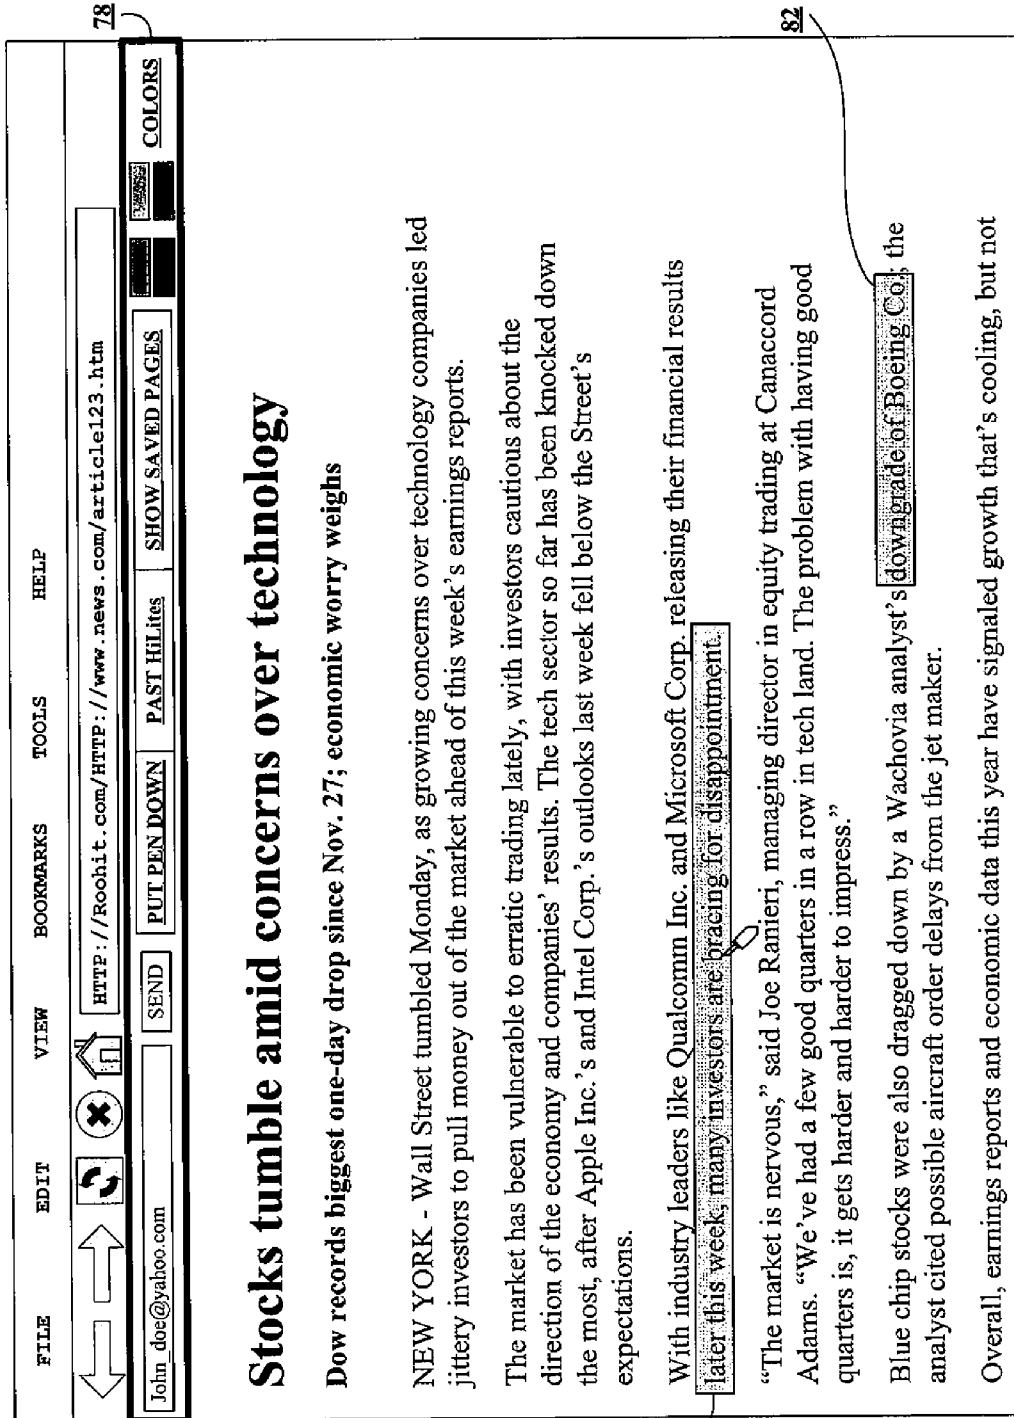 FILE EDIT VIEW BOOKMARKS TOOLS HELP
HTTP://Roohit.com/HTTP://www.news.com/article123.htm
John_doe@yahoo.com SEND PUT PEN DOWN PAST HiLites SHOW SAVED PAGES COLORS
78
Stocks tumble amid concerns over technology
Dow records biggest one-day drop since Nov. 27; economic worry weighs
NEW YORK - Wall Street tumbled Monday, as growing concerns over technology companies led
jittery investors to pull money out of the market ahead of this week's earnings reports.
The market has been vulnerable to erratic trading lately, with investors cautious about the
direction of the economy and companies' results. The tech sector so far has been knocked down
the most, after Apple Inc.'s and Intel Corp.'s outlooks last week fell below the Street's
expectations.
With industry leaders like Qualcomm Inc. and Microsoft Corp. releasing their financial results
later this week, many investors are bracing for disappointment.
"The market is nervous," said Joe Ranieri, managing director in equity trading at Canaccord
Adams. "We've had a few good quarters in a row in tech land. The problem with having good
quarters is, it gets harder and harder to impress."
82
Blue chip stocks were also dragged down by a Wachovia analyst's downgrade of Boeing Co.; the
analyst cited possible aircraft order delays from the jet maker.
Overall, earnings reports and economic data this year have signaled growth that's cooling, but not